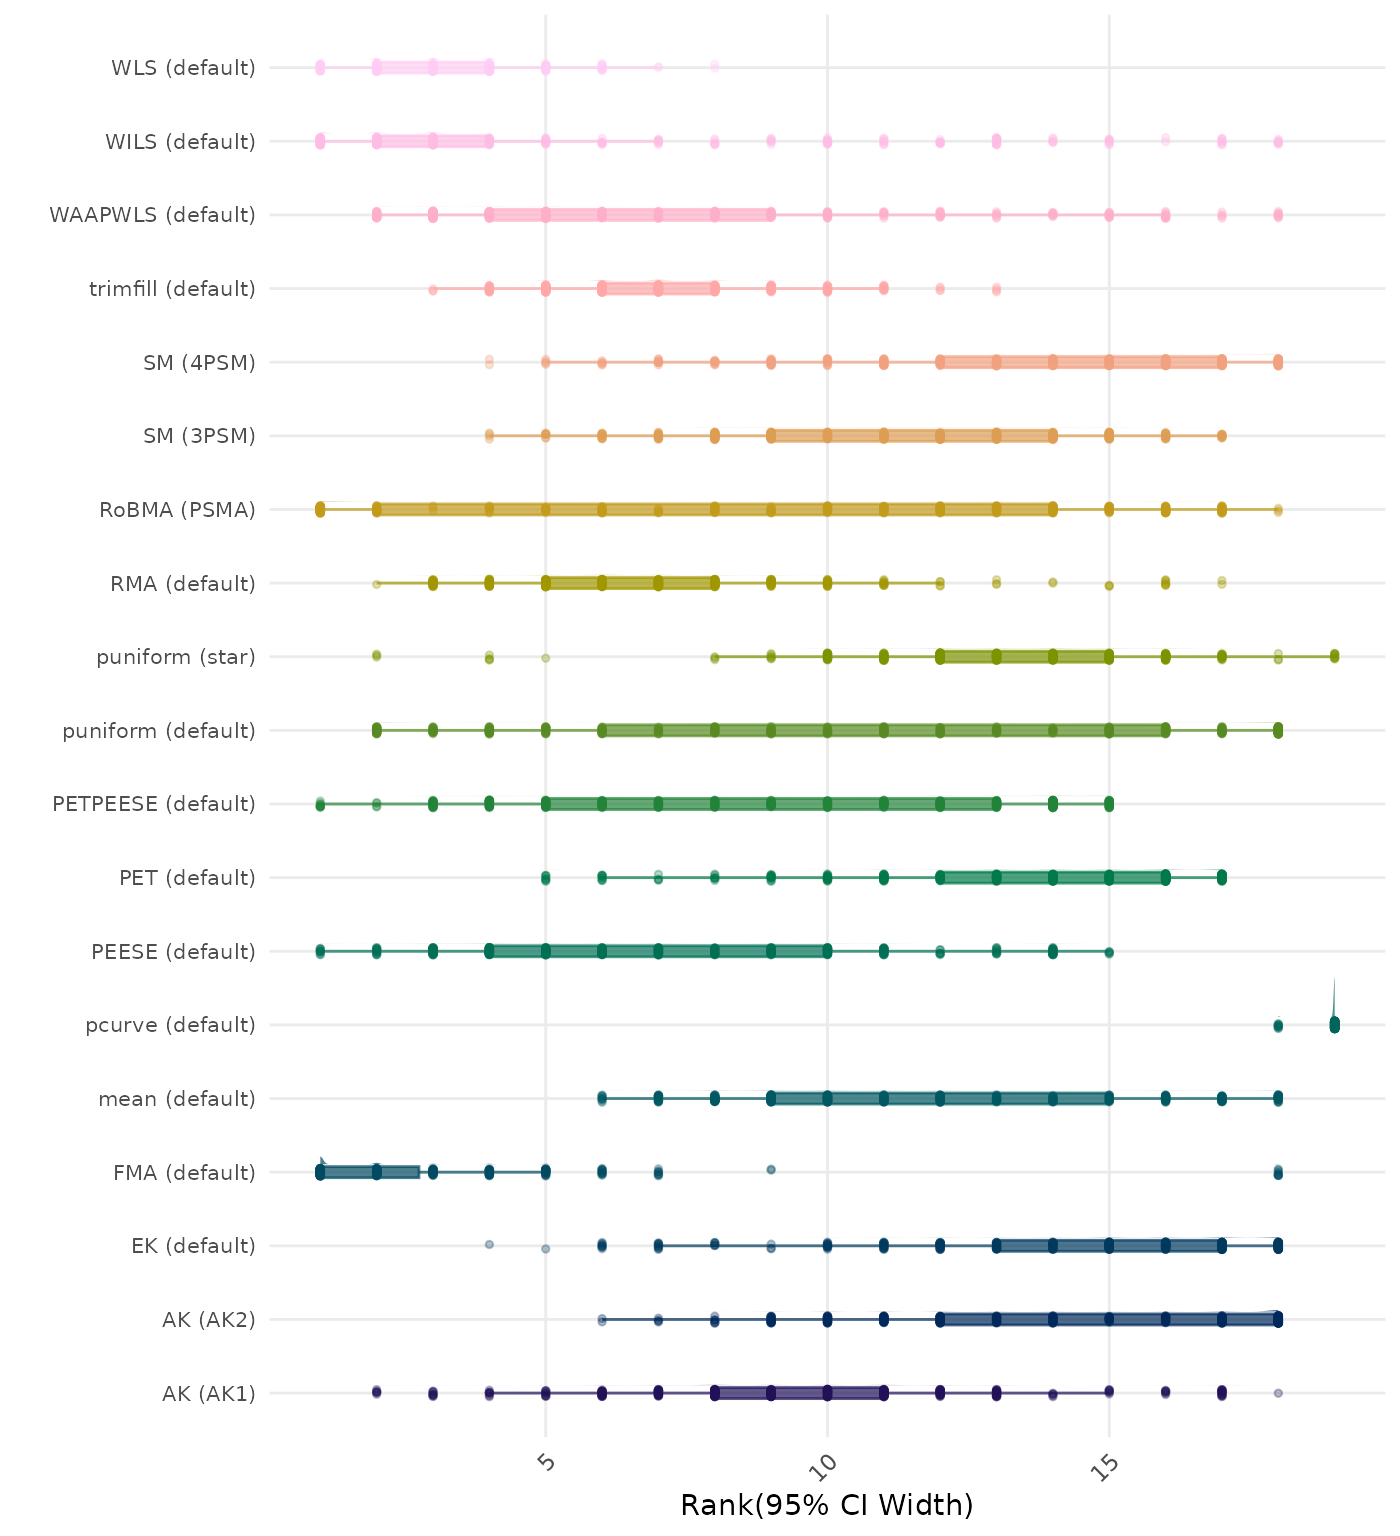 WLS (default)
WILS (default)
WAAPWLS (default)
trimfill (default)
SM (4PSM)
SM (3PSM)
RoBMA (PSMA)
RMA (default)
puniform (star)
puniform (default)
PETPEESE (default)
PET (default)
PEESE (default)
pcurve (default)
mean (default)
FMA (default)
EK (default)
AK (AK2)
AK (AK1)
5
10
15
Rank(95% CI Width)